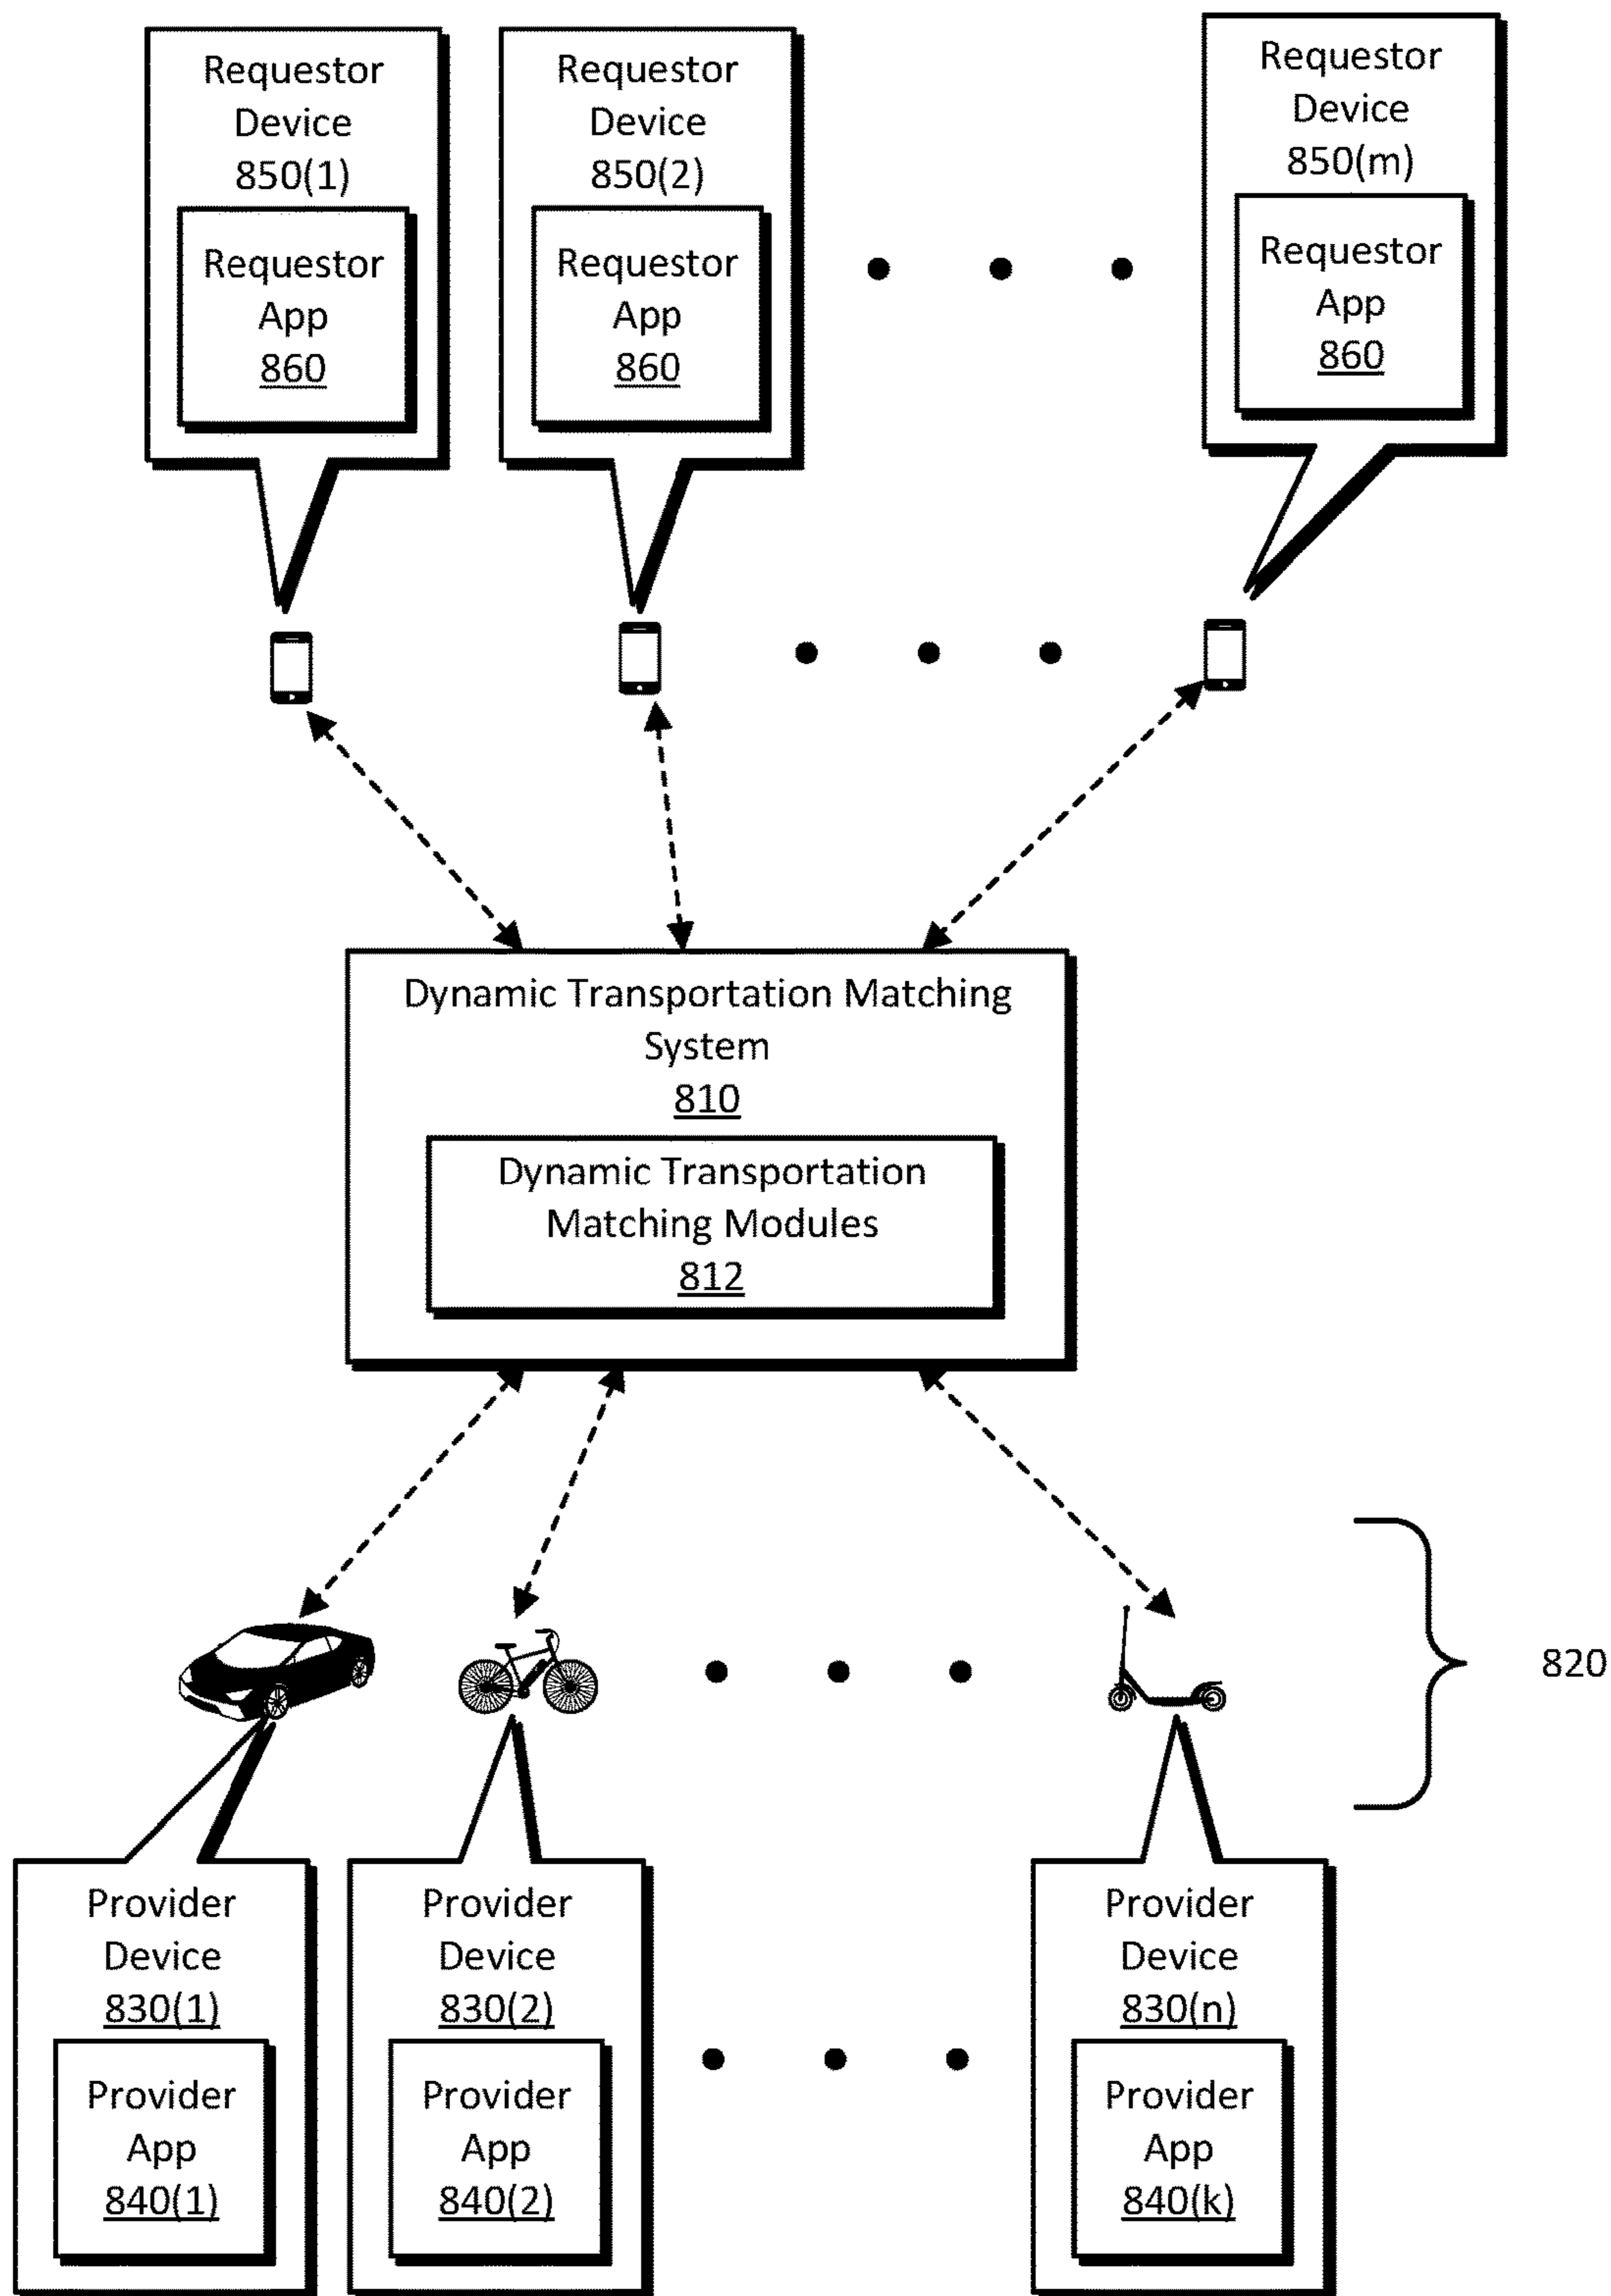 Requestor
Device
850(1)
Requestor
App
860
Requestor
Device
850(2)
Requestor
App
860
Requestor
Device
850(m)
Requestor
App
860
Dynamic Transportation Matching
System
810
Dynamic Transportation
Matching Modules
812
820
Provider
Device
830(1)
Provider
App
840(1)
Provider
Device
830(2)
Provider
App
840(2)
Provider
Device
830(n)
Provider
App
840(k)